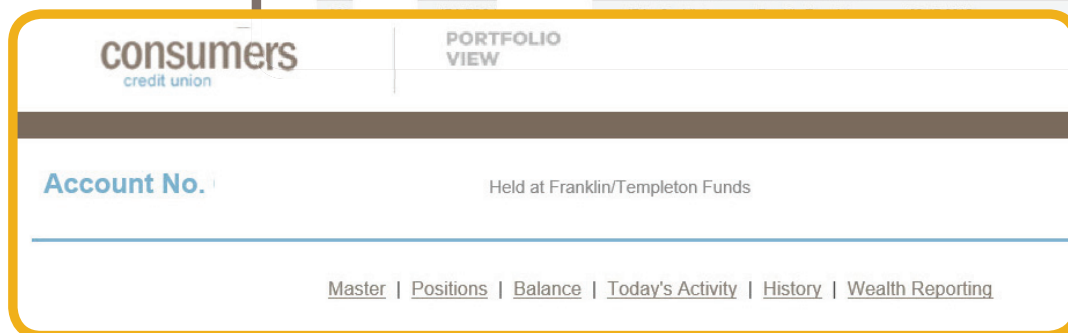 consumers
credit union
PORTFOLIO
VIEW
Account No.
Held at Franklin/Templeton Funds
Master | Positions | Balance | Today's Activity | History | Wealth Reporting